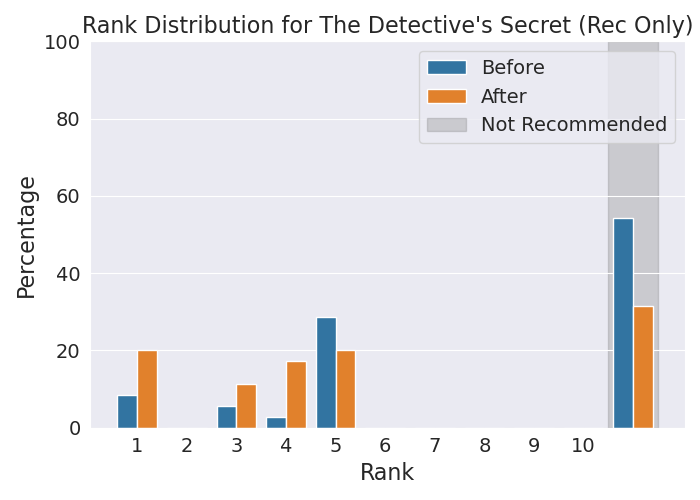 Rank Distribution for The Detective's Secret (Rec Only)
100
80
60
40
20
0
Percentage
Before
After
Not Recommended
1 2 3 4 5 6 7 8 9 10
Rank